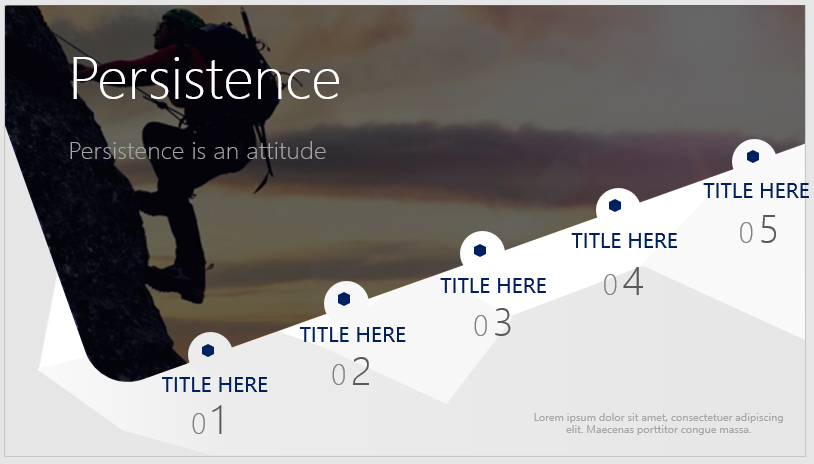 Persistence
Persistence is an attitude
TITLE HERE
01
TITLE HERE
02
TITLE HERE
03
TITLE HERE
04
TITLE HERE
05
Lorem ipsum dolor sit amet, consectetuer adipiscing
elit. Maecenas porttitor congue massa.